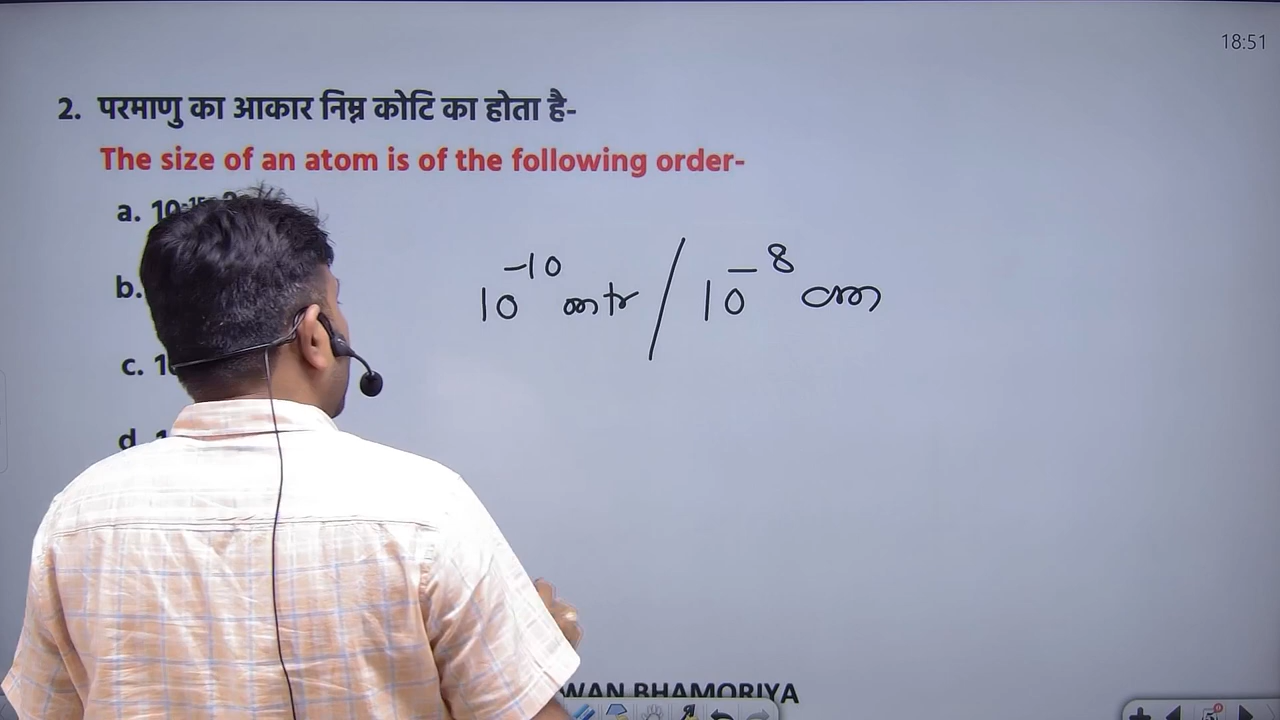 18:51
2. परमाणु का आकार निम्न कोटि का होता है-
The size of an atom is of the following order-
a. 10
b.
10⁻¹⁰ mtr / 10⁻⁸ cm
c.
d.
WAN BHAMORIYA